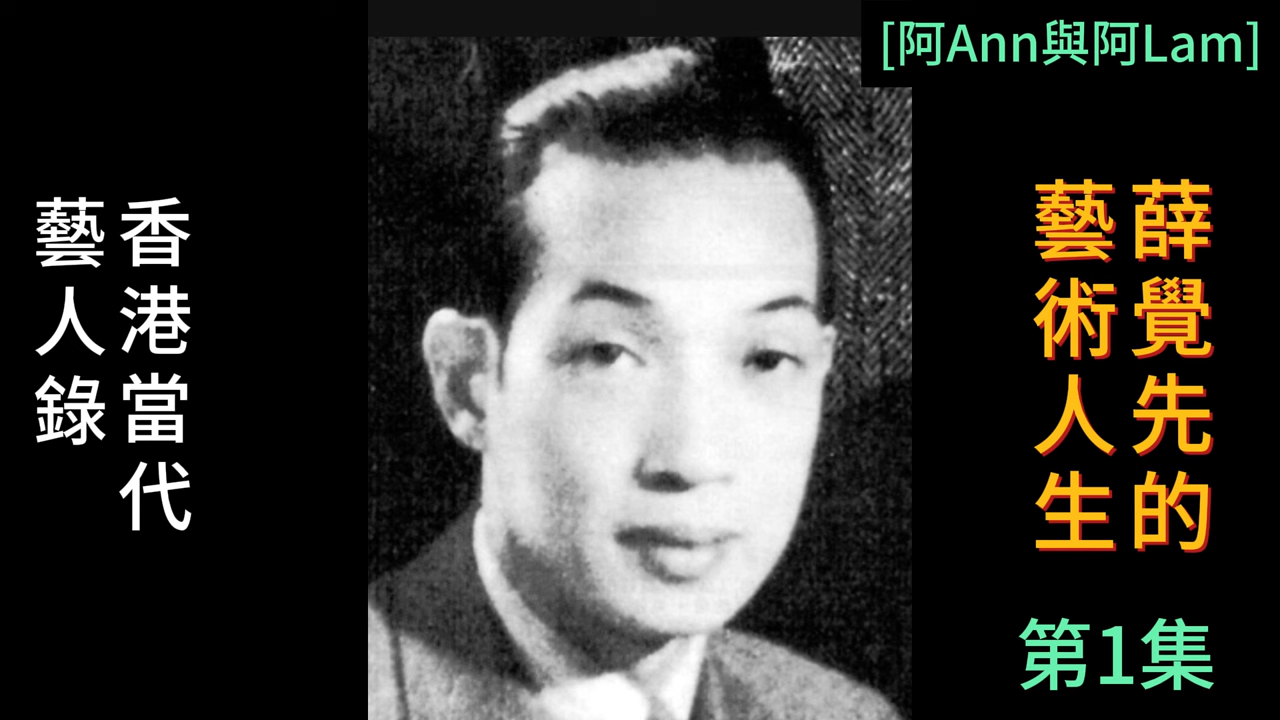 [阿Ann與阿Lam]
香港當代
藝人錄
薛覺先的
藝術人生
第1集